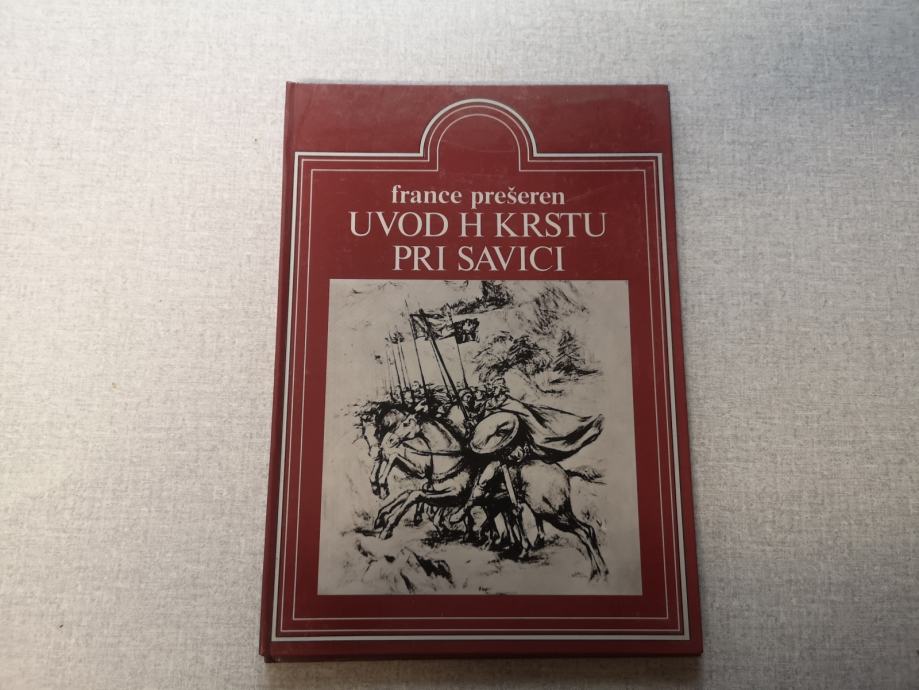 france prešeren
UVOD H KRSTU
PRI SAVICI